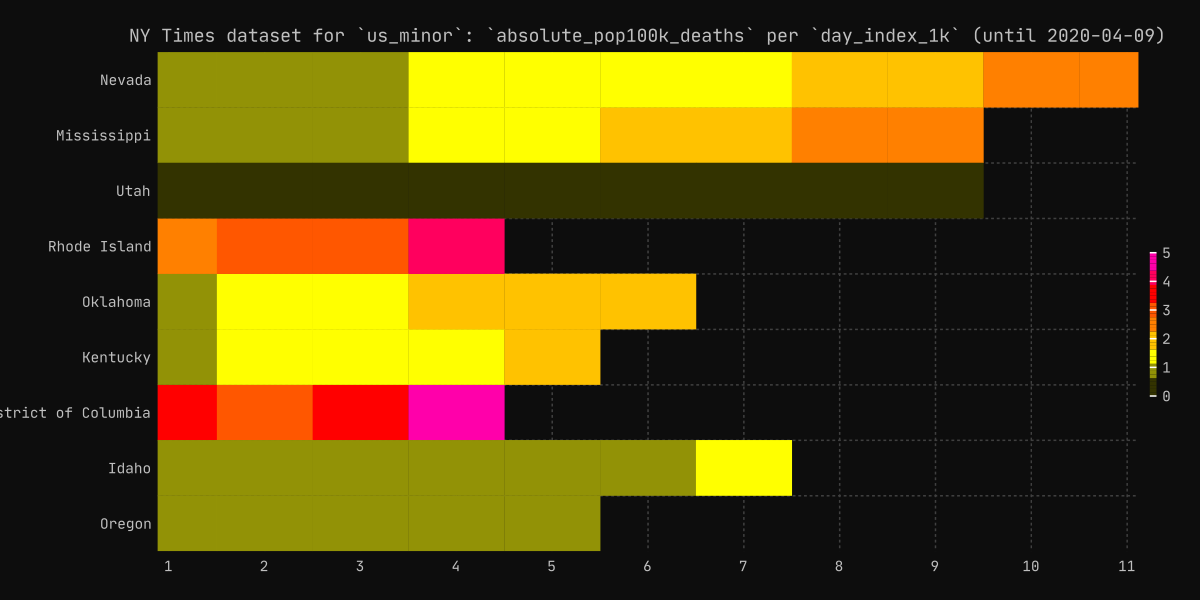 NY Times dataset for `us_minor`: `absolute_pop100k_deaths` per `day_index_1k` (until 2020-04-09)
Nevada
Mississippi
Utah
Rhode Island
Oklahoma
Kentucky
strict of Columbia
Idaho
Oregon
5
4
3
2
1
0
1 2 3 4 5 6 7 8 9 10 11